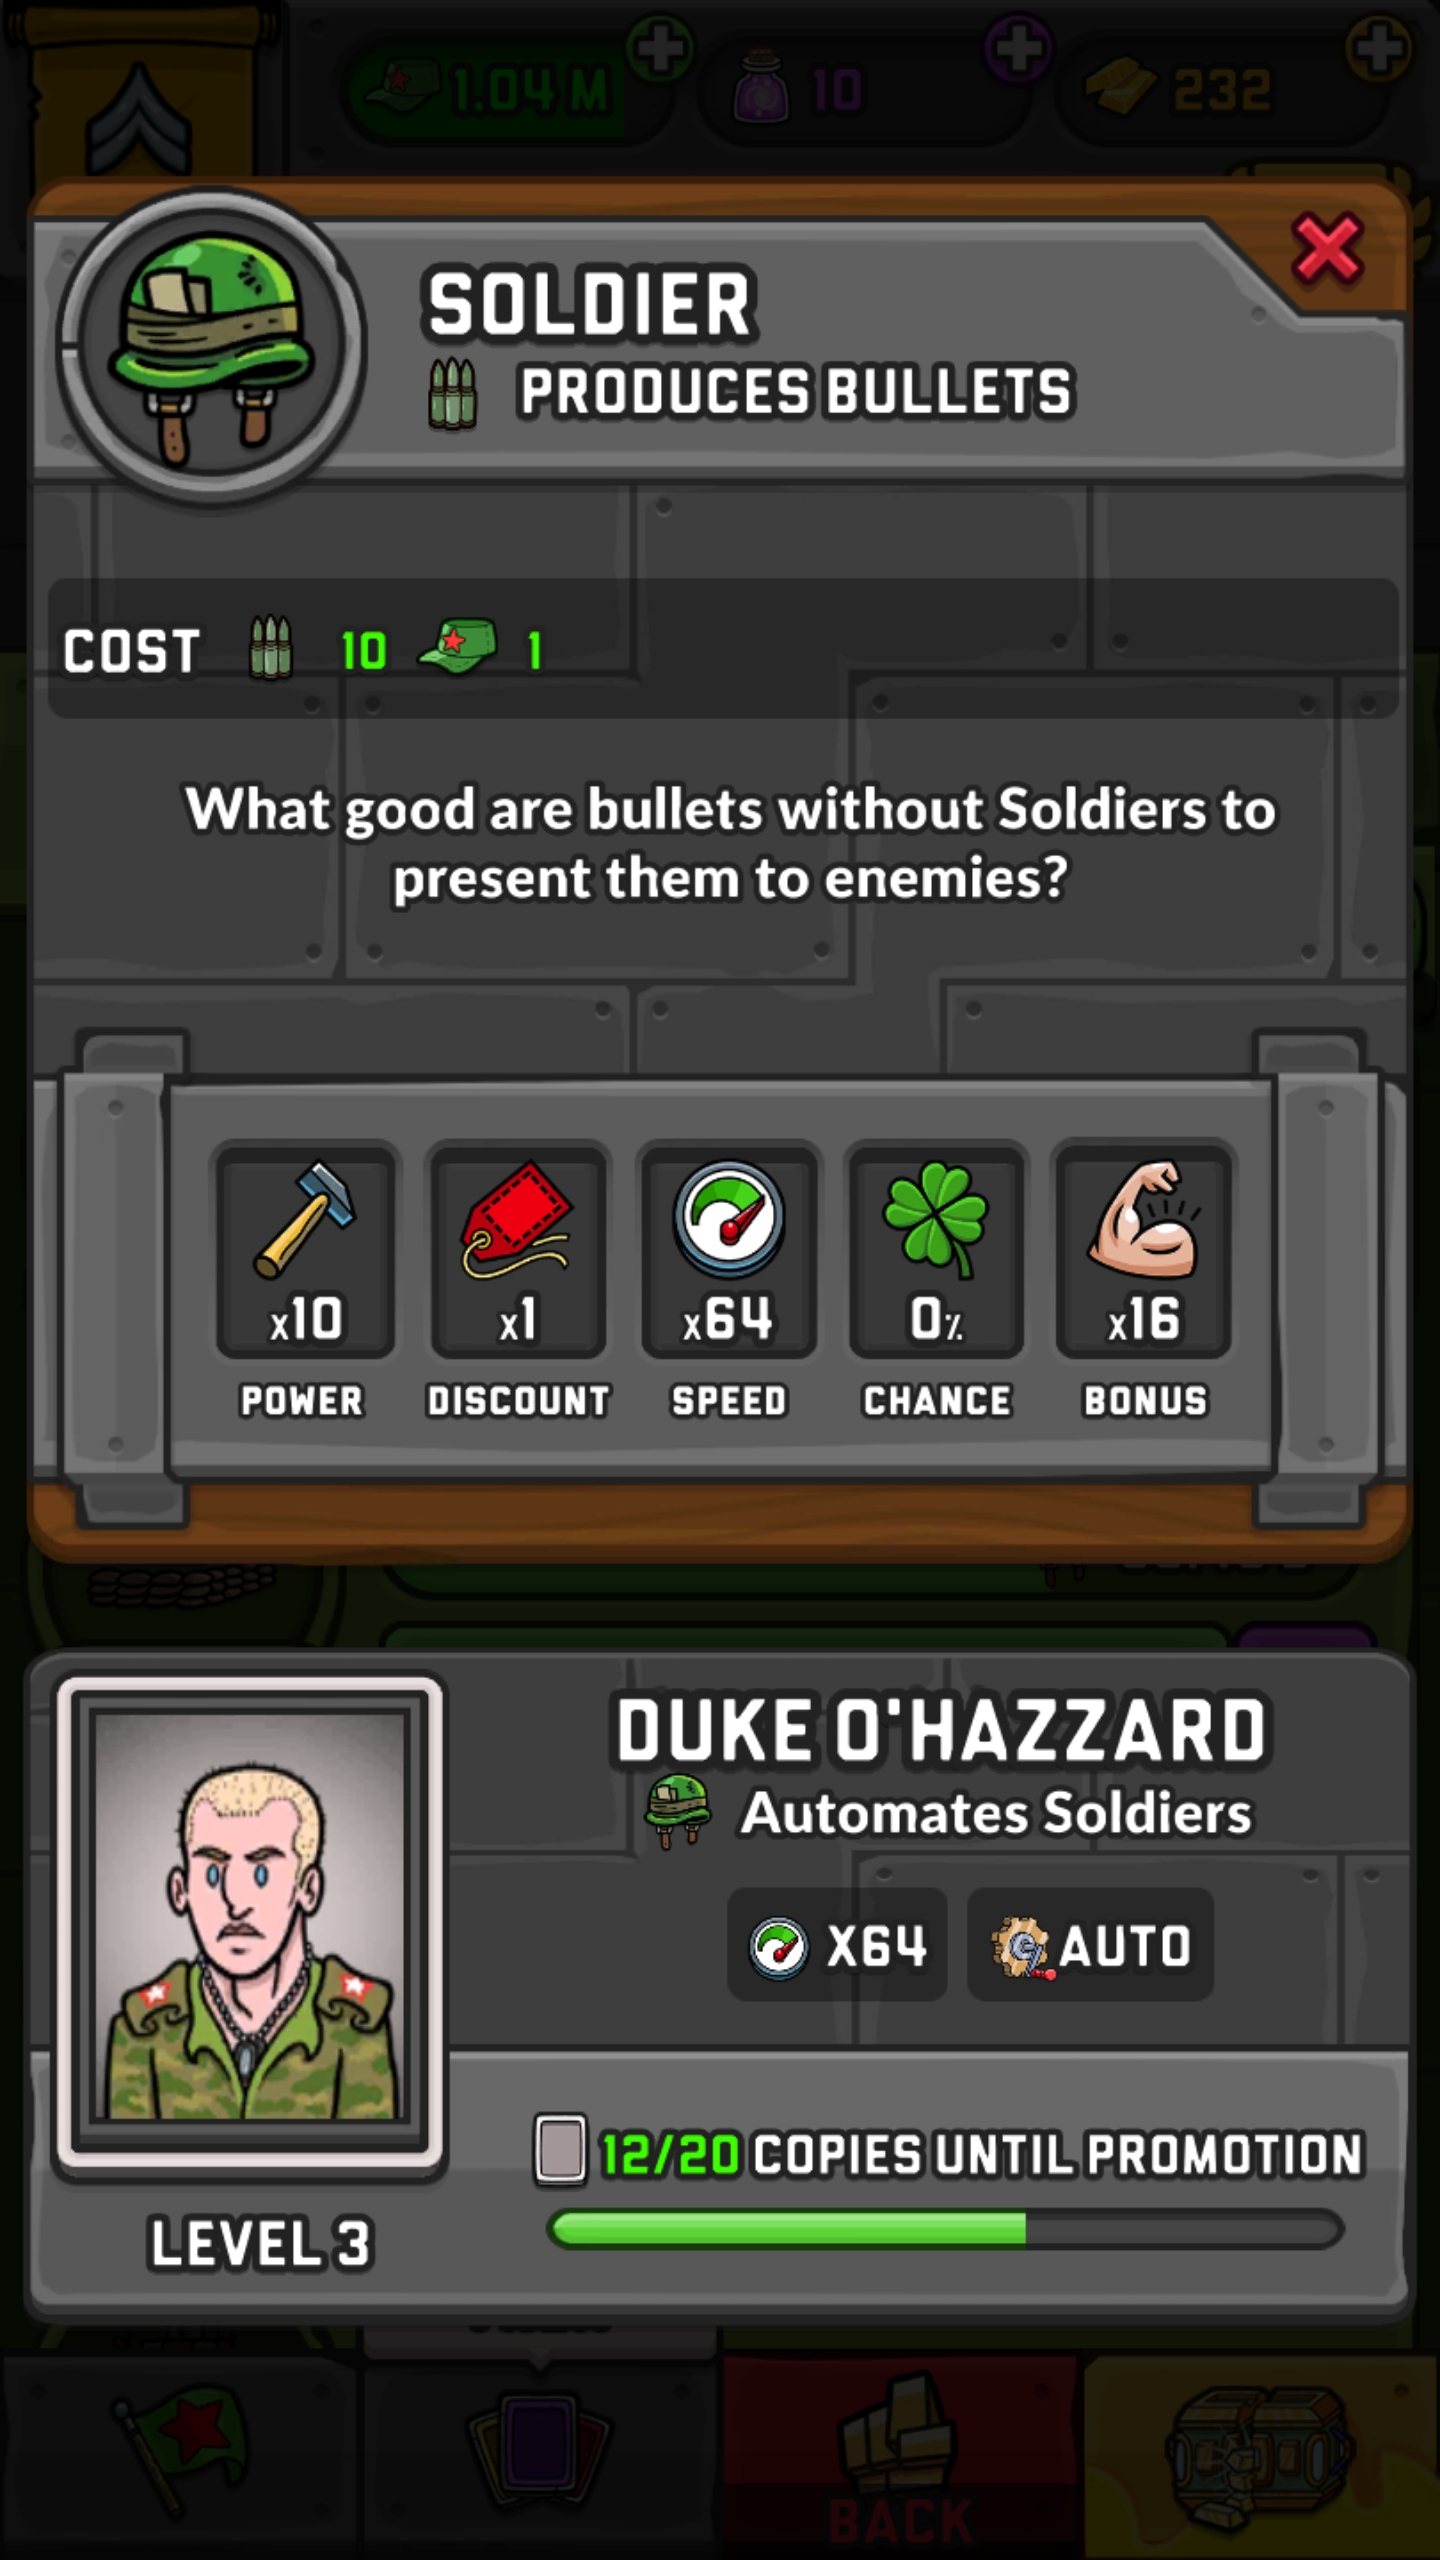 1.04 M 10 232
SOLDIER
PRODUCES BULLETS
COST 10 1
What good are bullets without Soldiers to
present them to enemies?
x10 x1 x64 0% x16
POWER DISCOUNT SPEED CHANCE BONUS
DUKE O'HAZZARD
Automates Soldiers
X64 AUTO
12/20 COPIES UNTIL PROMOTION
LEVEL 3
BACK